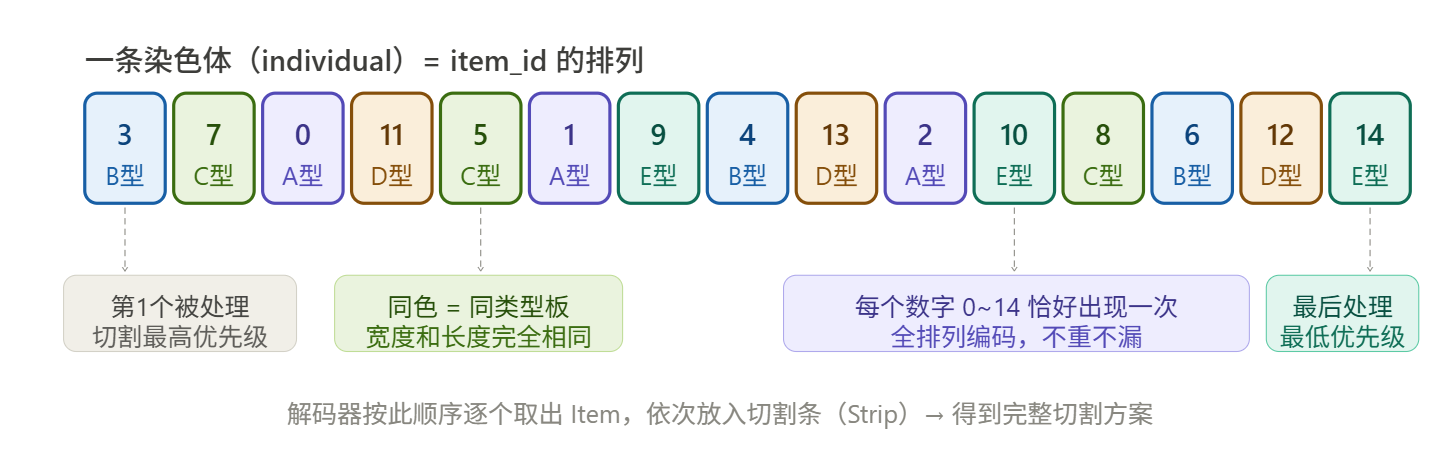 一条染色体（individual）= item_id 的排列
3 7 0 11 5 1 9 4 13 2 10 8 6 12 14
B型 C型 A型 D型 C型 A型 E型 B型 D型 A型 E型 C型 B型 D型 E型
第1个被处理
切割最高优先级
同色 = 同类型板
宽度和长度完全相同
每个数字 0~14 恰好出现一次
全排列编码，不重不漏
最后处理
最低优先级
解码器按此顺序逐个取出 Item，依次放入切割条（Strip）→ 得到完整切割方案